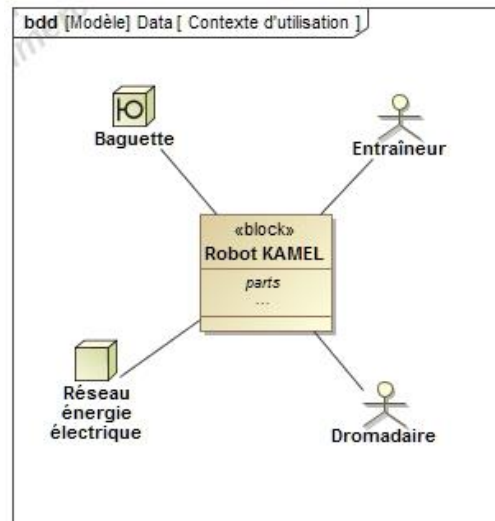 bdd [Modèle] Data [ Contexte d'utilisation ]
Baguette
Entraîneur
«block»
Robot KAMEL
parts
...
Réseau
énergie
électrique
Dromadaire